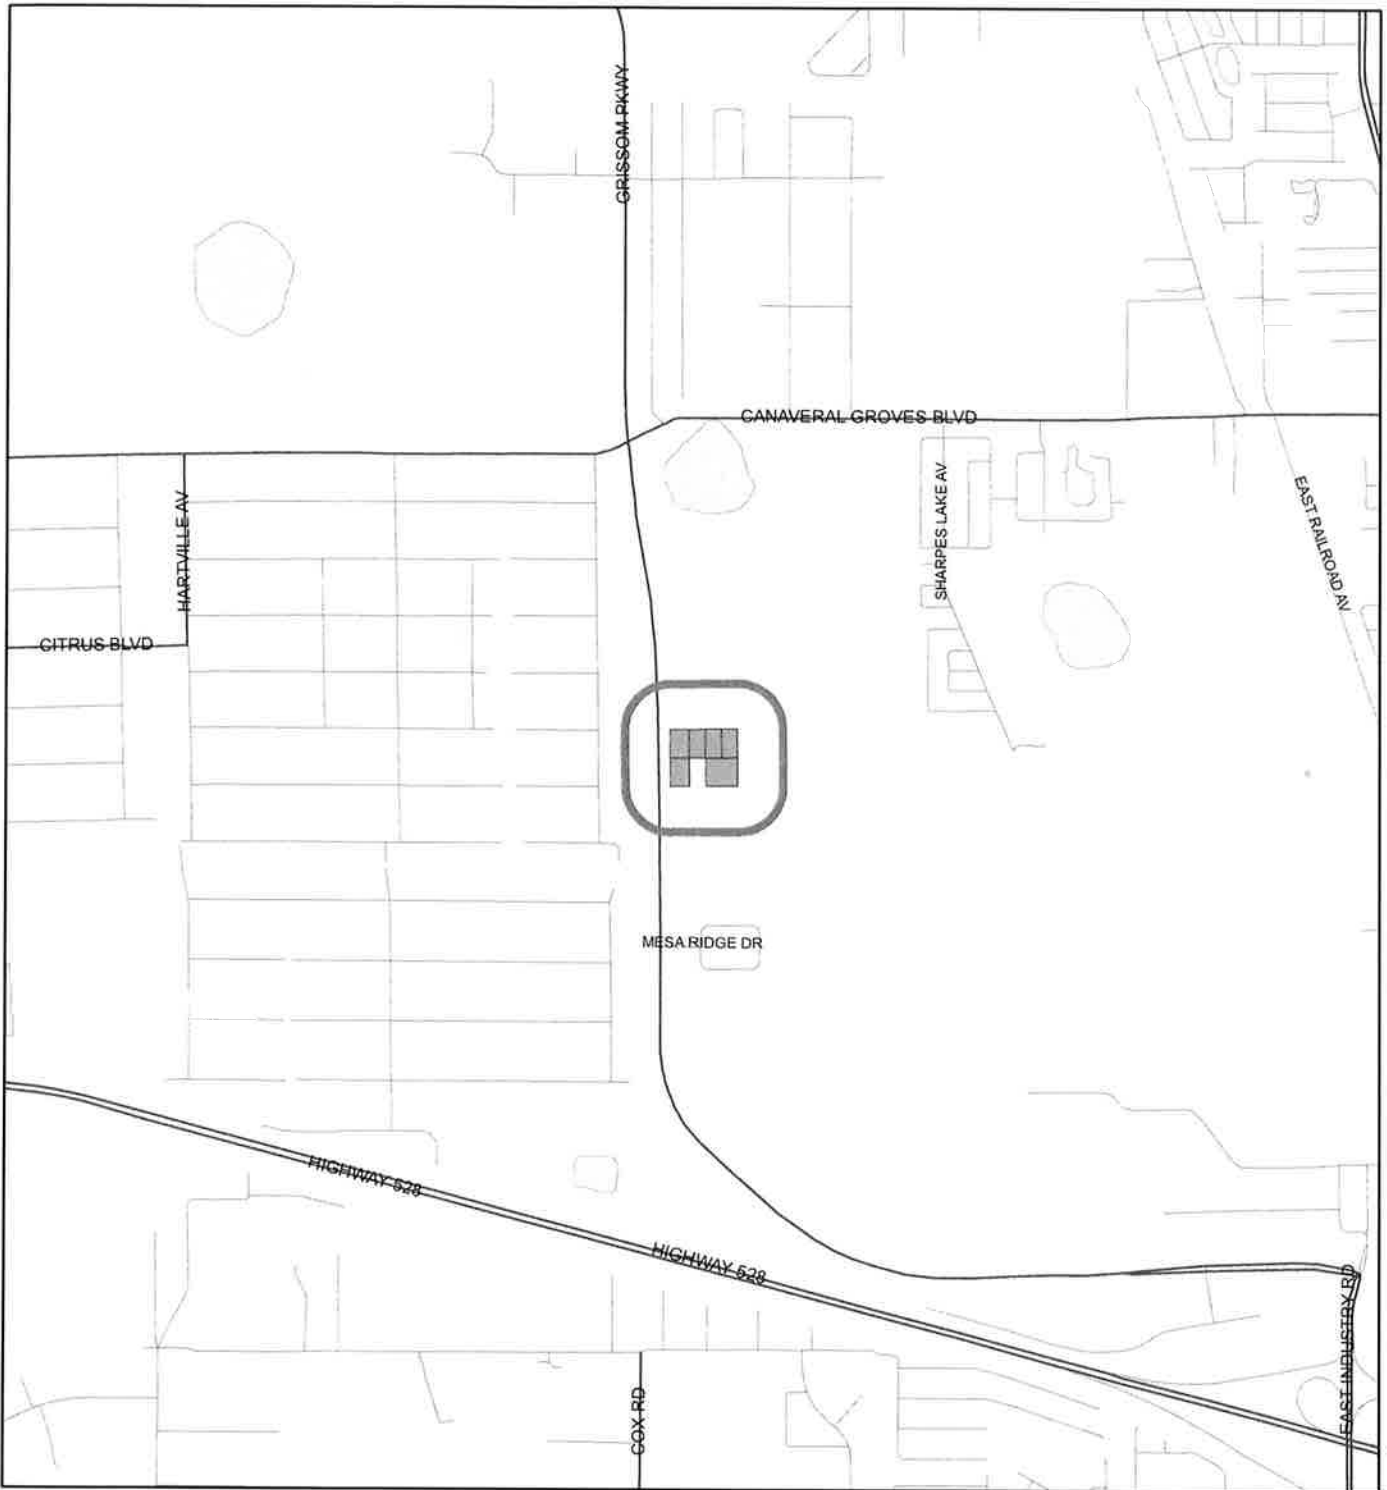 GRISSOM PKWY
CANAVERAL GROVES BLVD
HARTVILLE AV
SHARPES LAKE AV
EAST RAILROAD AV
CITRUS BLVD
MESA RIDGE DR
HIGHWAY 528
HIGHWAY 528
EAST INDUSTRY RD
COX RD